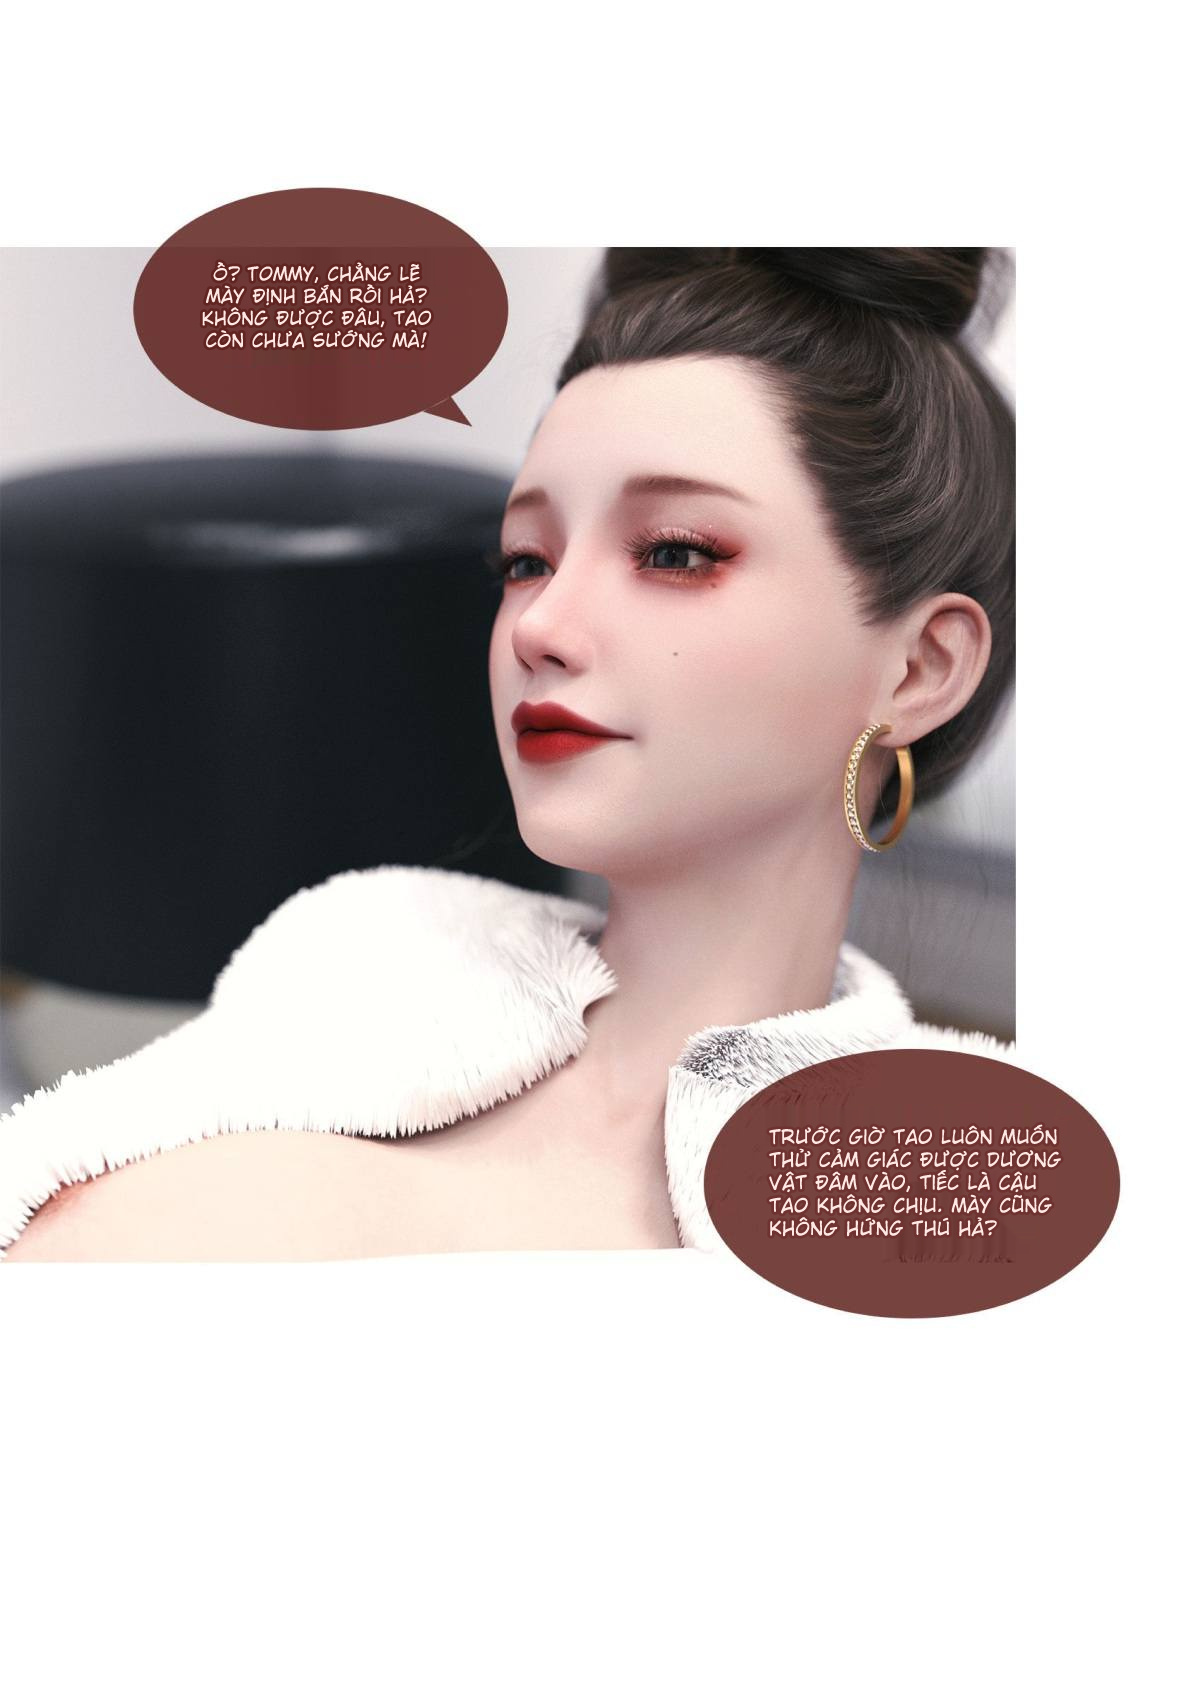 Ồ? TOMMY, CHẲNG LẼ
MÀY ĐỊNH BẮN RỒI HẢ?
KHÔNG ĐƯỢC ĐÂU, TAO
CÒN CHƯA SƯỚNG MÀ!
TRƯỚC GIỜ TAO LUÔN MUỐN
THỬ CẢM GIÁC ĐƯỢC DƯƠNG
VẬT ĐÂM VÀO, TIẾC LÀ CẬU
TAO KHÔNG CHỊU. MÀY CŨNG
KHÔNG HỨNG THÚ HẢ?